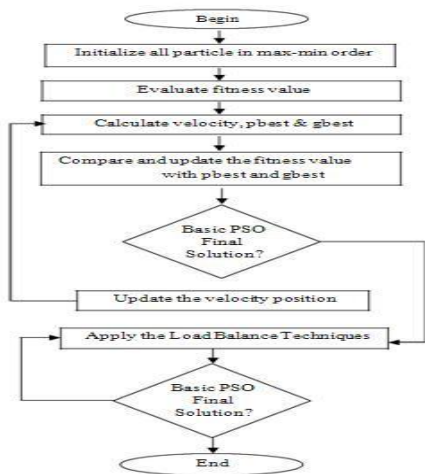 Begin
Initialize all particle in max-min order
Evaluate fitness value
Calculate velocity, pbest & gbest
Compare and update the fitness value
with pbest and gbest
Basic PSO
Final
Solution?
Update the velocity position
Apply the Load Balance Techniques
Basic PSO
Final
Solution?
End